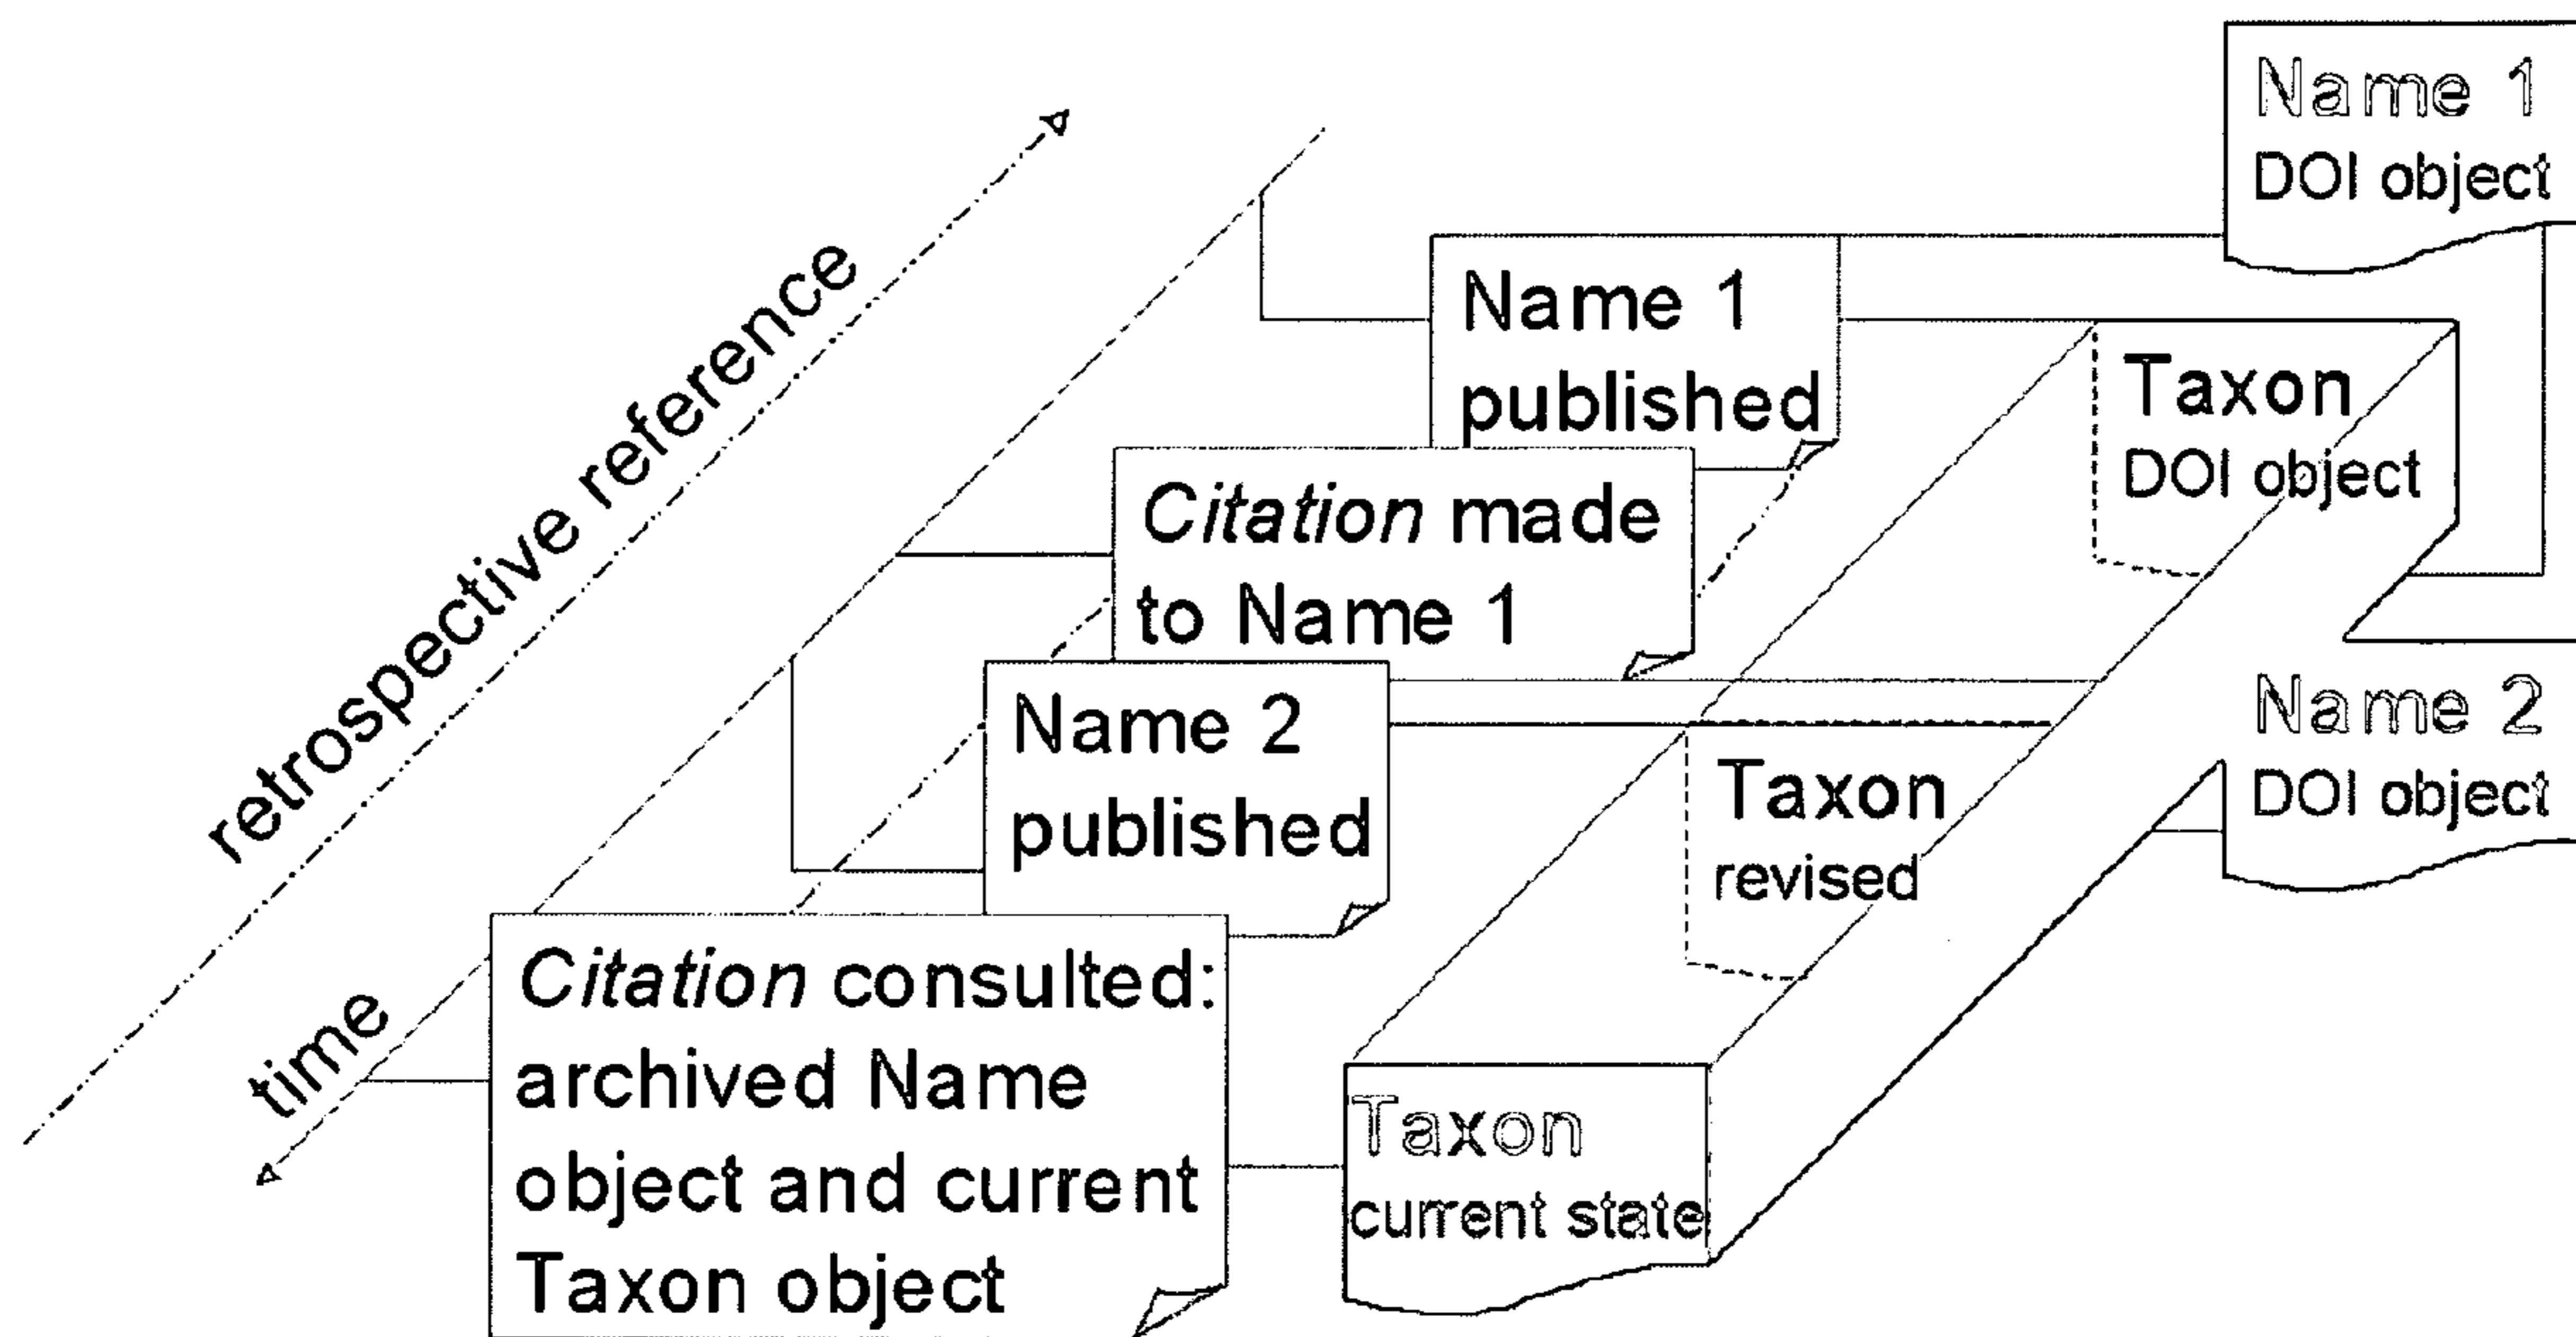 Name 1
DOI object
Name 1
published
Taxon
DOI object
Citation made
to Name 1
retrospective reference
Name 2
published
Name 2
DOI object
Taxon
revised
Citation consulted:
archived Name
object and current
Taxon object
time
Taxon
current state